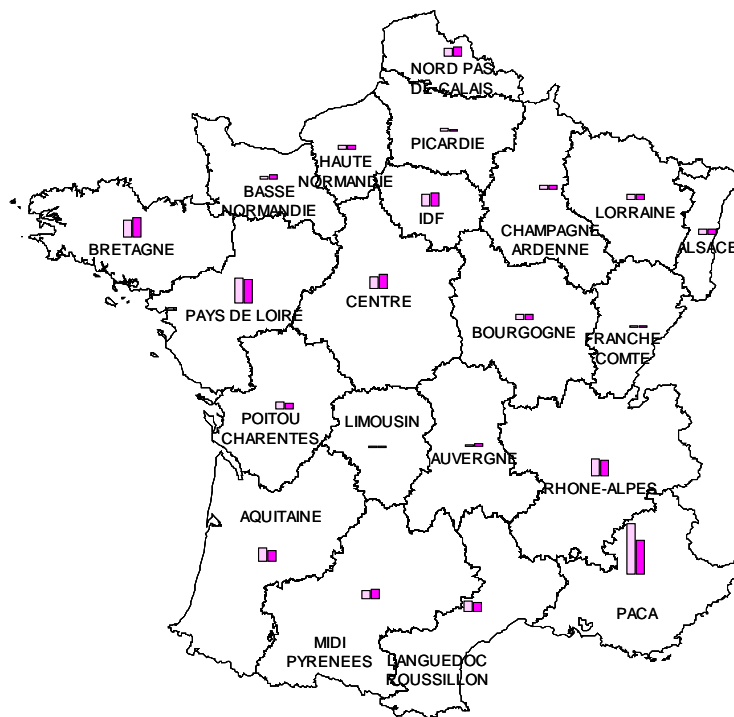 NORD PAS
DE-CALAIS
PICARDIE
HAUTE
NORMANDIE
BASSE
NORMANDIE
IDF
CHAMPAGNE
ARDENNE
LORRAINE
ALSACE
BRETAGNE
PAYS DE LOIRE
CENTRE
BOURGOGNE
FRANCHE
COMTE
POITOU
CHARENTES
LIMOUSIN
AUVERGNE
RHONE-ALPES
AQUITAINE
MIDI
PYRENEES
LANGUEDOC
ROUSSILLON
PACA